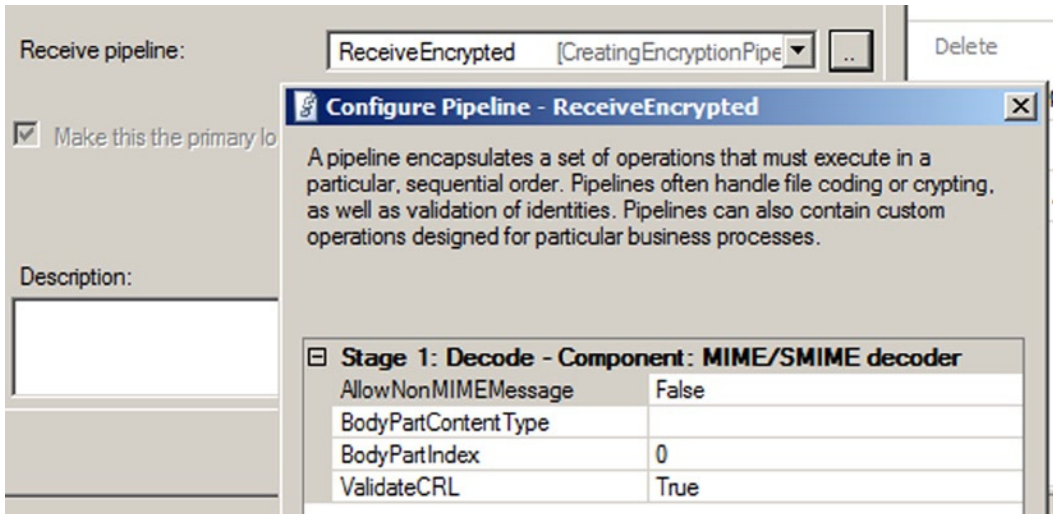 Receive pipeline:
ReceiveEncrypted [CreatingEncryptionPipe
..
Delete
Configure Pipeline - ReceiveEncrypted
Make this the primary lo
A pipeline encapsulates a set of operations that must execute in a
particular, sequential order. Pipelines often handle file coding or crypting,
as well as validation of identities. Pipelines can also contain custom
operations designed for particular business processes.
Description:
Stage 1: Decode - Component: MIME/SMIME decoder
AllowNonMIMEMessage False
BodyPartContentType
BodyPartIndex 0
ValidateCRL True